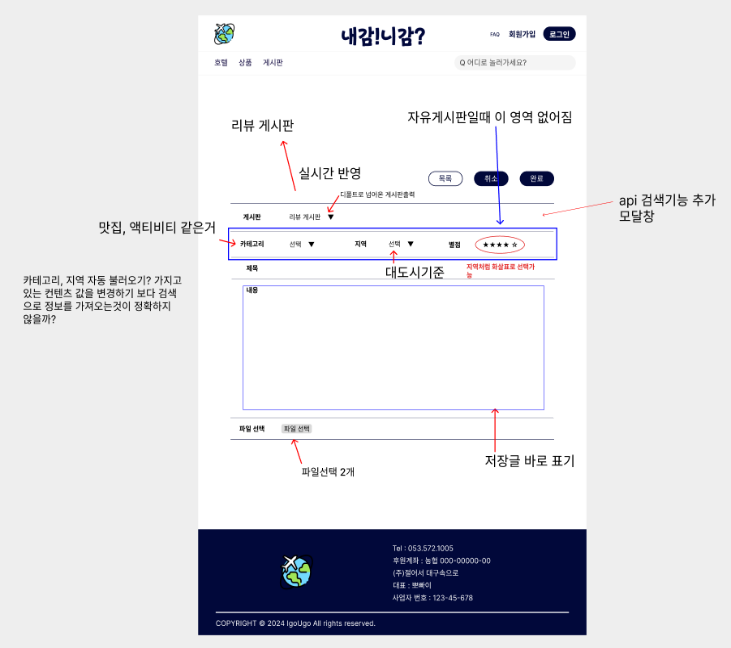 내감!니감?
FAQ 회원가입 로그인
호텔 상품 게시판
Q 어디로 놀러가세요?
자유게시판일때 이 영역 없어짐
리뷰 게시판
실시간 반영
목록 취소 완료
디폴트로 넘어온 게시판출력
api 검색기능 추가
모달창
게시판 리뷰 게시판 ▼
맛집, 액티비티 같은거
카테고리 선택 ▼ 지역 선택 ▼ 별점 ★★★★☆
제목
대도시기준
지역처럼 화살표로 선택가
능
카테고리, 지역 자동 불러오기? 가지고
있는 컨텐츠 값을 변경하기 보다 검색
으로 정보를 가져오는것이 정확하지
않을까?
내용
파일 선택 파일 선택
저장글 바로 표기
파일선택 2개
Tel : 053.572.1005
후원계좌 : 농협 000-00000-00
(주)걸어서 대구속으로
대표 : 뽀빠이
사업자 번호 : 123-45-678
COPYRIGHT © 2024 IgoUgo All rights reserved.